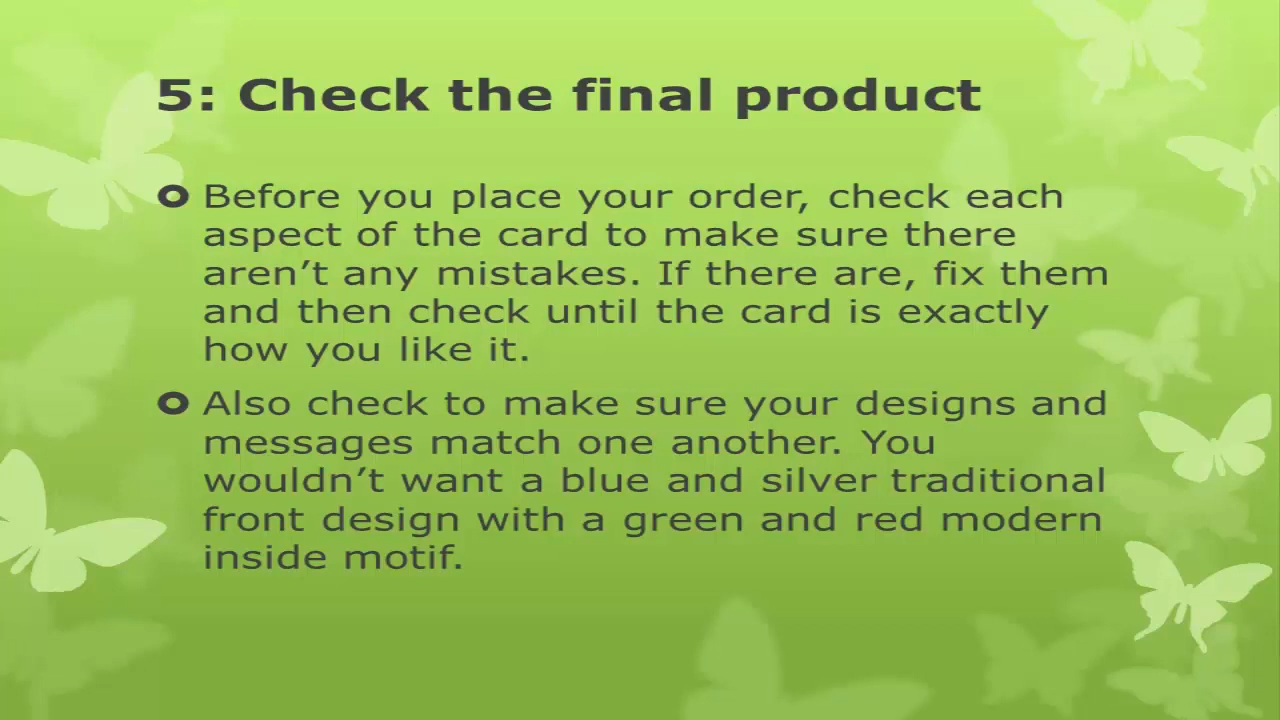 5: Check the final product
Before you place your order, check each
aspect of the card to make sure there
aren’t any mistakes. If there are, fix them
and then check until the card is exactly
how you like it.
Also check to make sure your designs and
messages match one another. You
wouldn’t want a blue and silver traditional
front design with a green and red modern
inside motif.